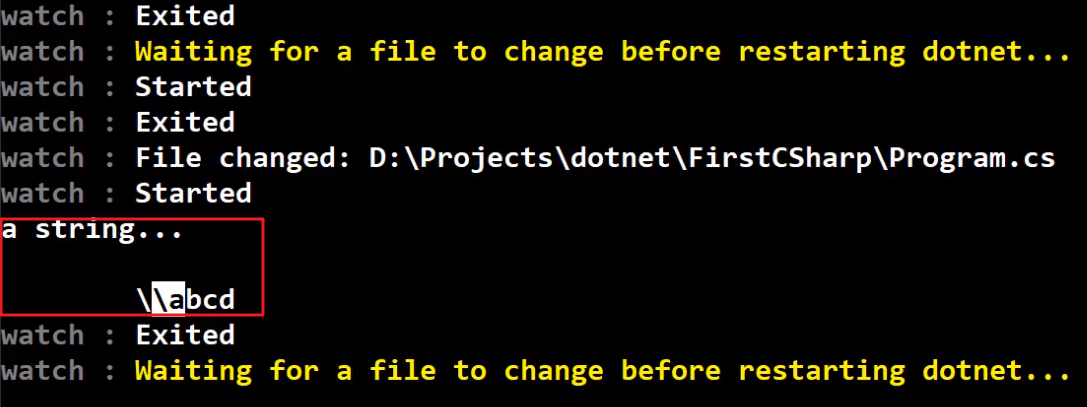 watch : Exited
watch : Waiting for a file to change before restarting dotnet...
watch : Started
watch : Exited
watch : File changed: D:\Projects\dotnet\FirstCSharp\Program.cs
watch : Started
a string...
\\abcd
watch : Exited
watch : Waiting for a file to change before restarting dotnet...